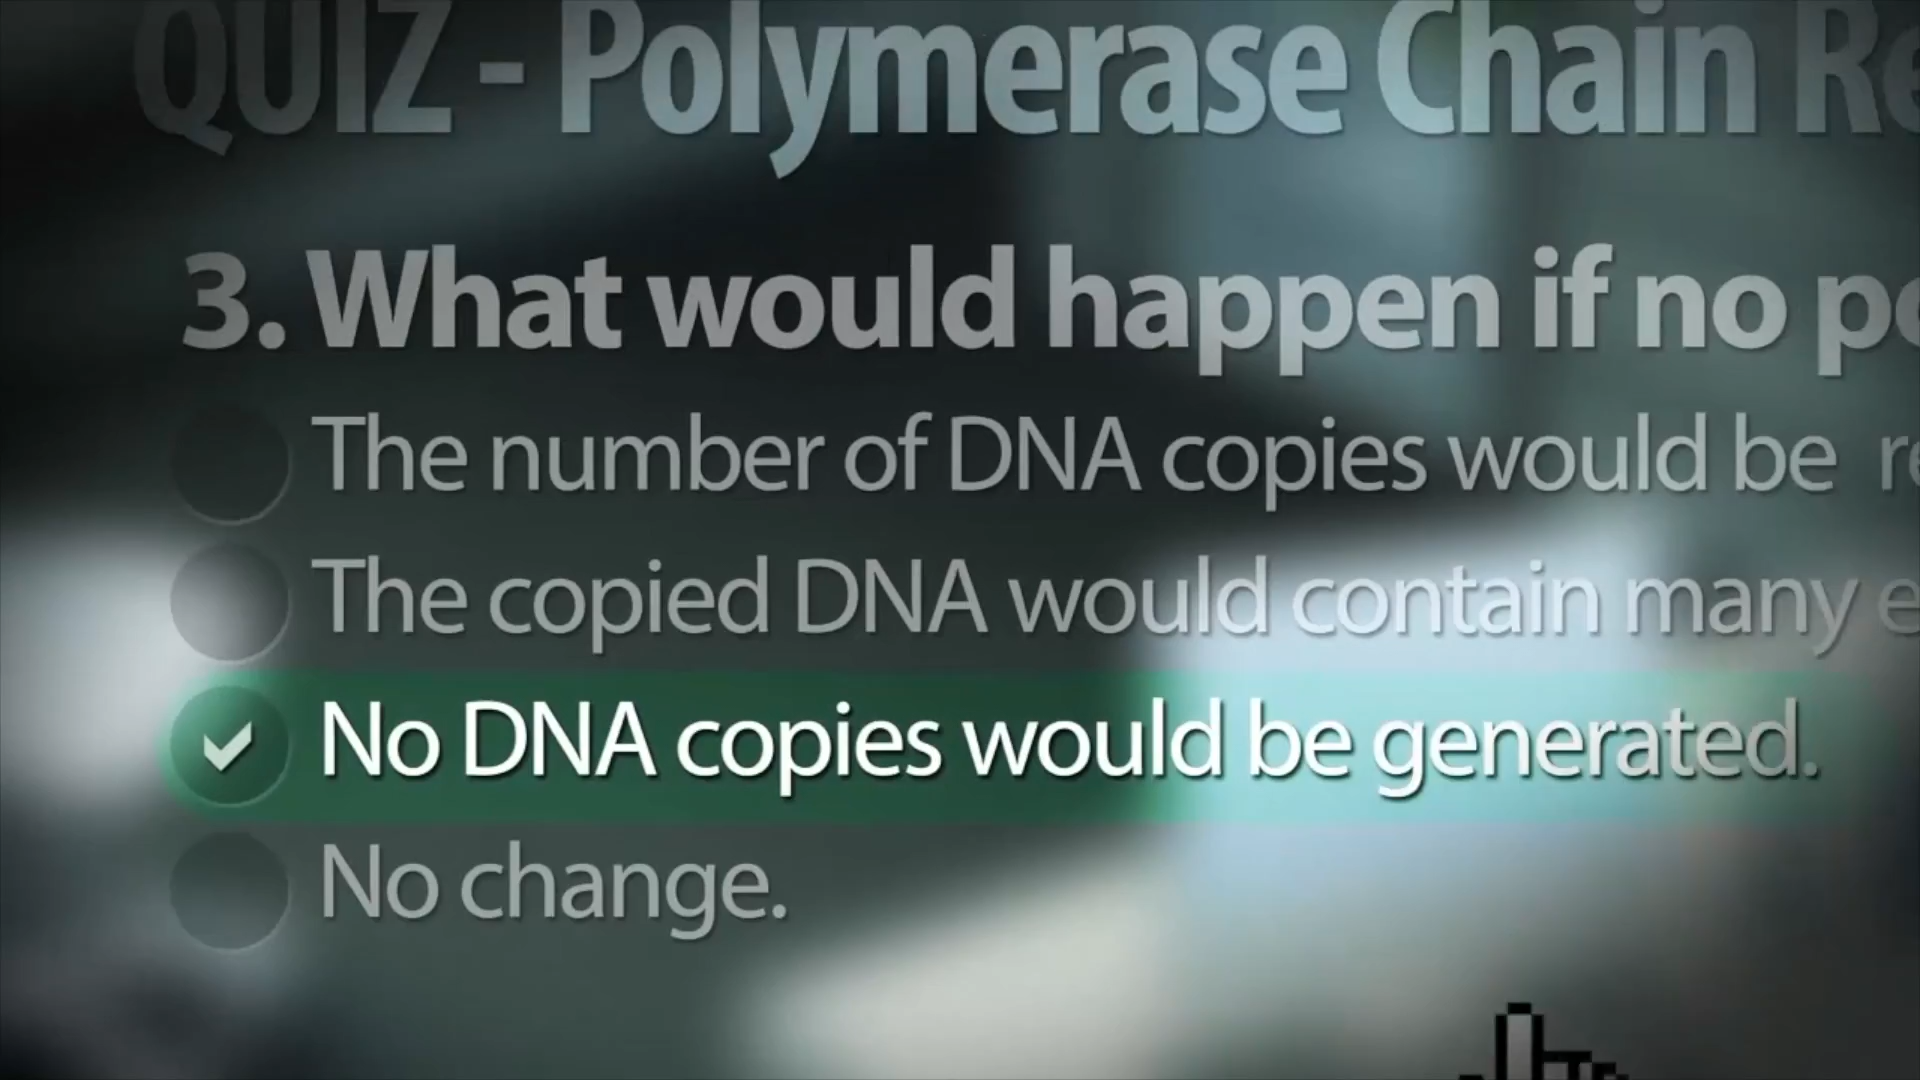 QUIZ - Polymerase Chain
3. What would happen if no
The number of DNA copies would be
The copied DNA would contain many
No DNA copies would be generated.
No change.